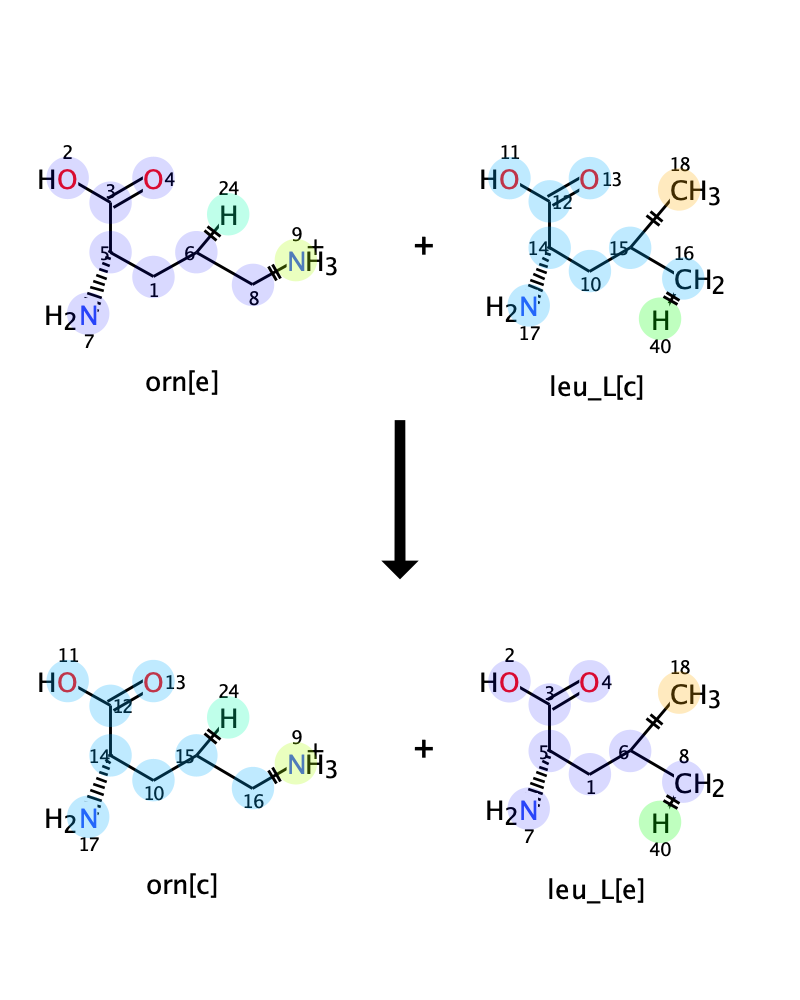 2 HO 3 O 4 24 H 5 6 9 NH3 + 1 8 H2N 7
orn[e]
+
11 HO 12 O 13 18 CH3 14 15 16 CH2 10 H2N 17 H 40
leu_L[c]
11 HO 12 O 13 24 H 14 15 9 NH3 + 10 16 H2N 17
orn[c]
+
2 HO 3 O 4 18 CH3 5 6 8 CH2 1 H2N 7 H 40
leu_L[e]